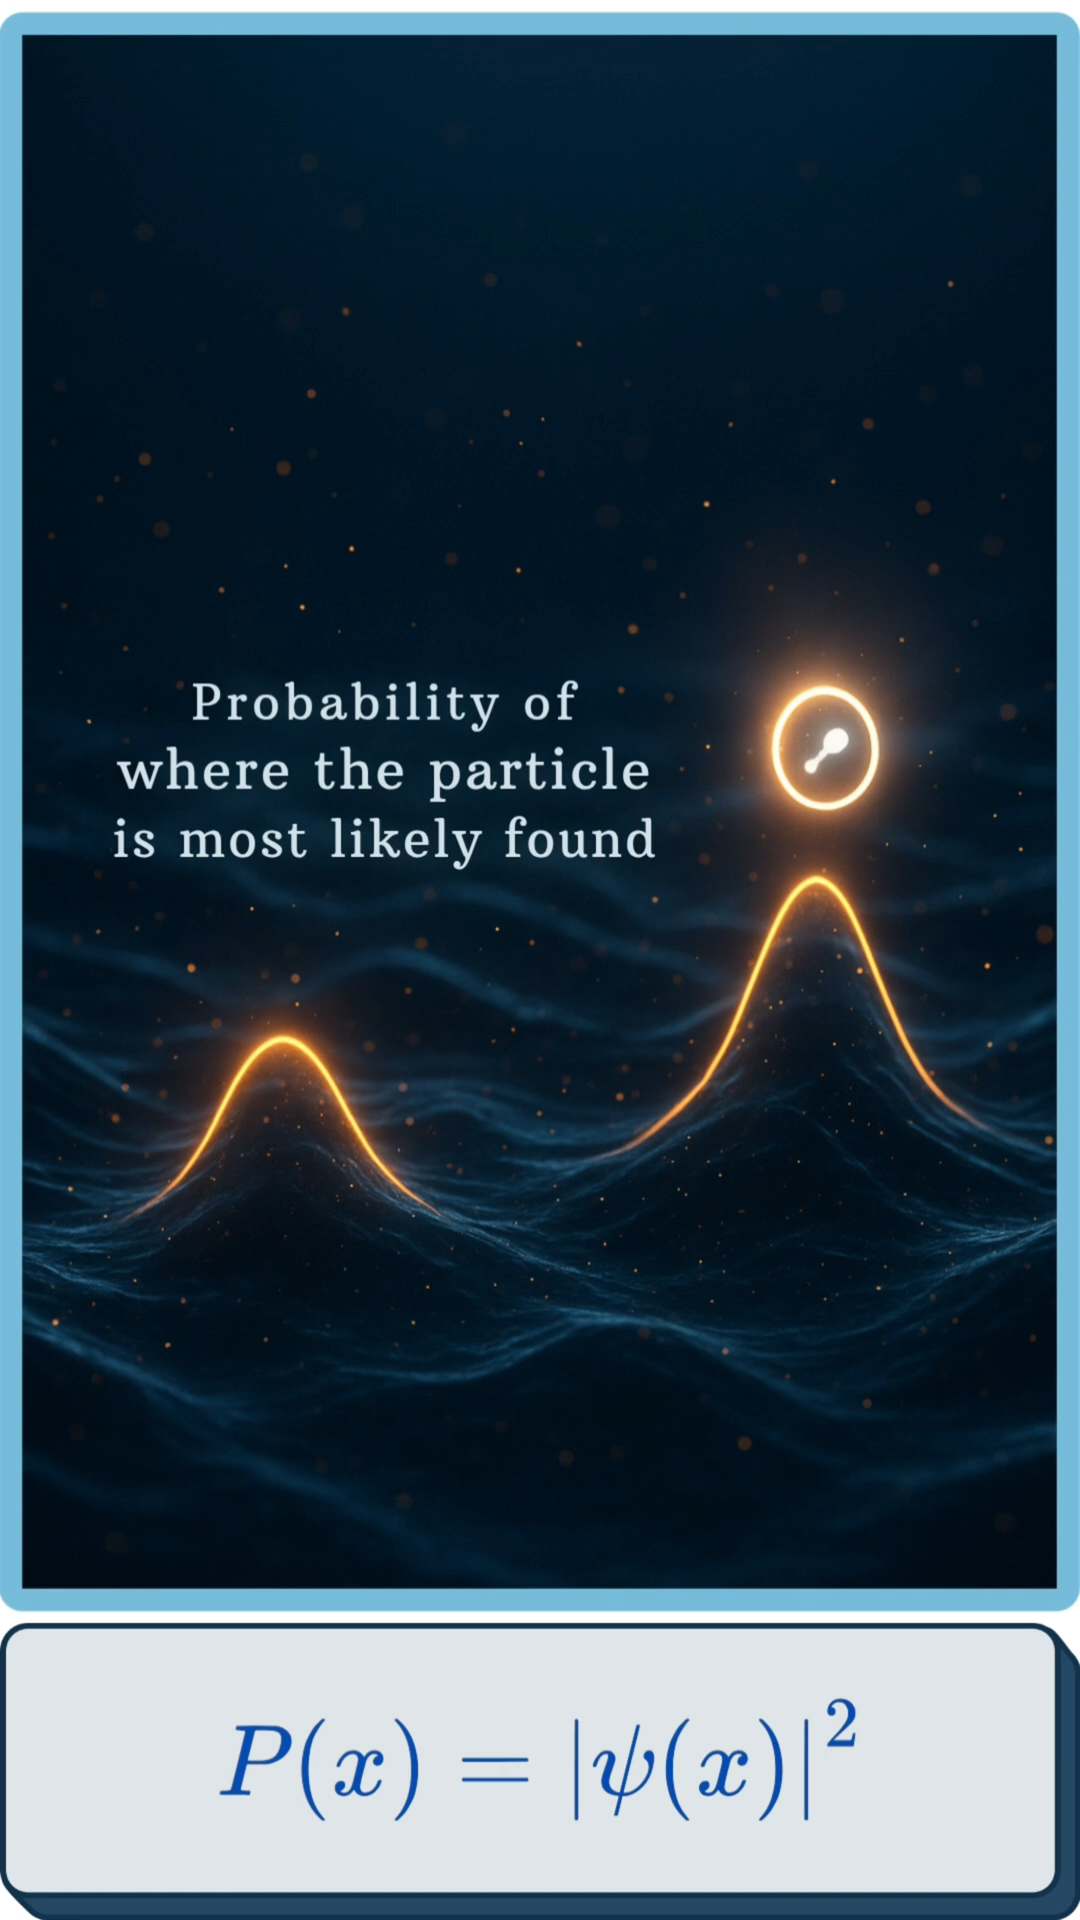 Probability of
where the particle
is most likely found
P(x) = |ψ(x)|²